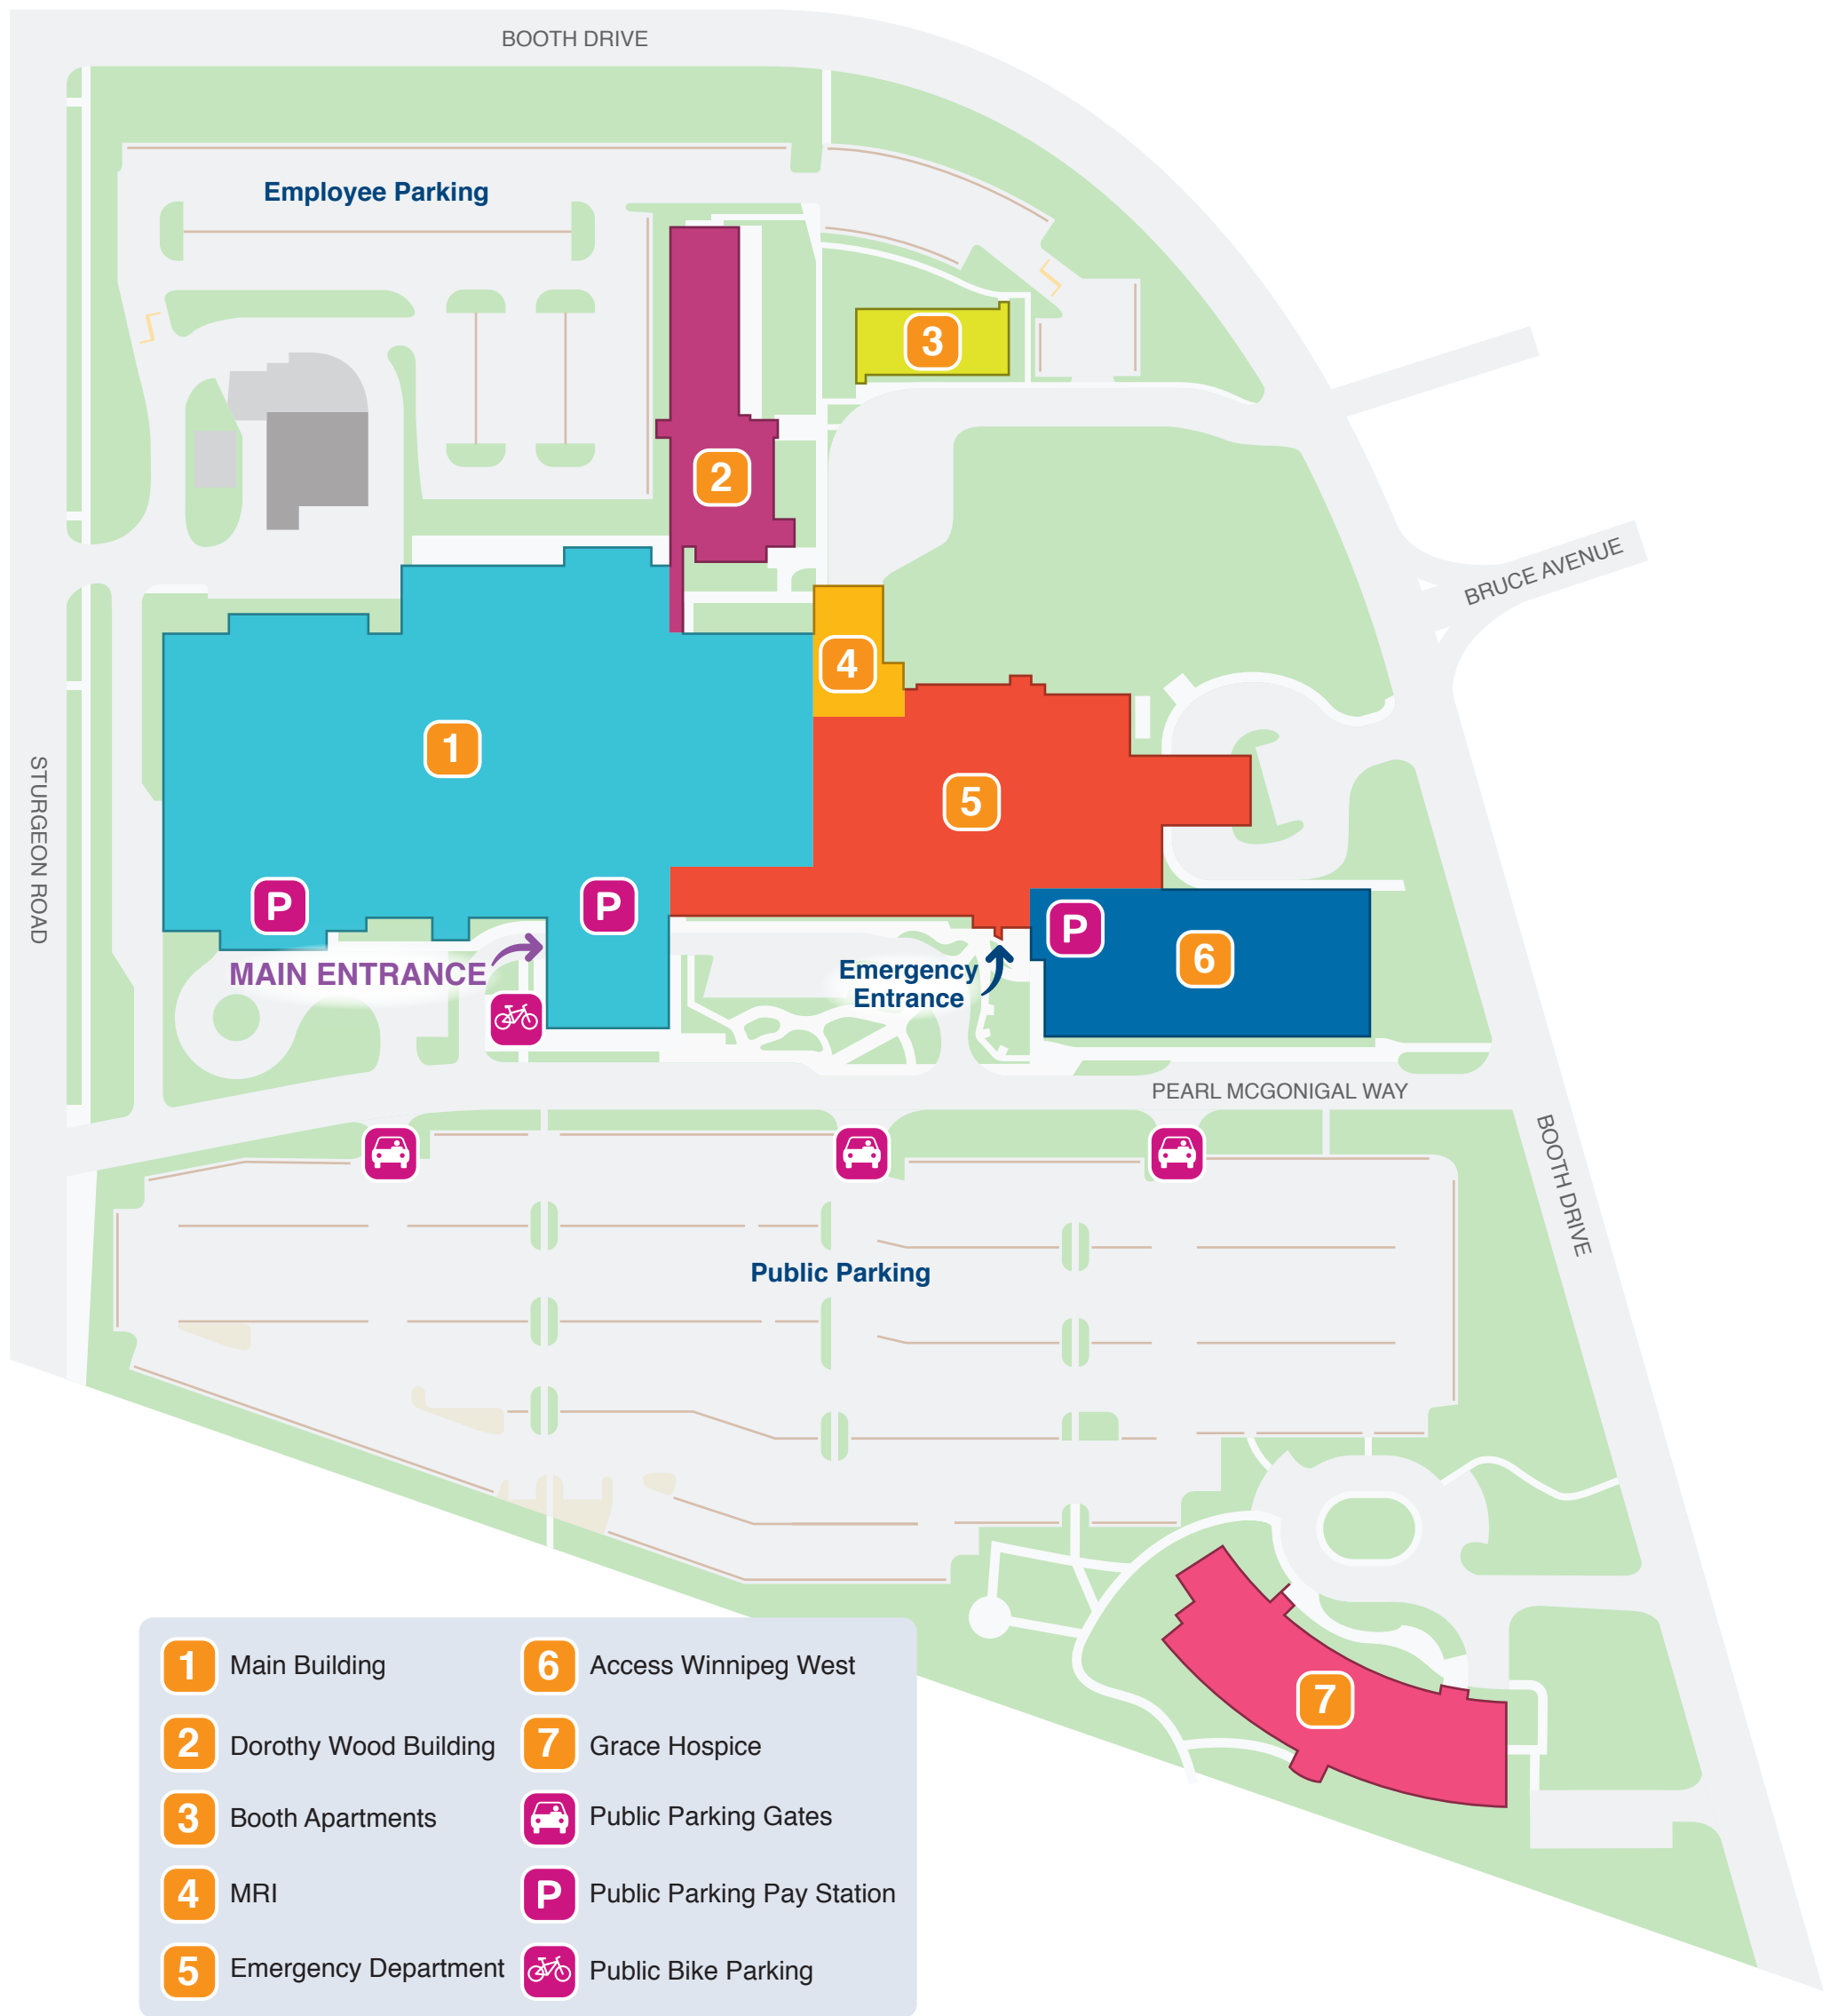 BOOTH DRIVE
Employee Parking
3
2
BRUCE AVENUE
4
1
STURGEON ROAD
5
P
P
P
6
MAIN ENTRANCE
Emergency
Entrance
PEARL MCGONIGAL WAY
BOOTH DRIVE
Public Parking
7
1 Main Building
2 Dorothy Wood Building
3 Booth Apartments
4 MRI
5 Emergency Department
6 Access Winnipeg West
7 Grace Hospice
Public Parking Gates
P Public Parking Pay Station
Public Bike Parking